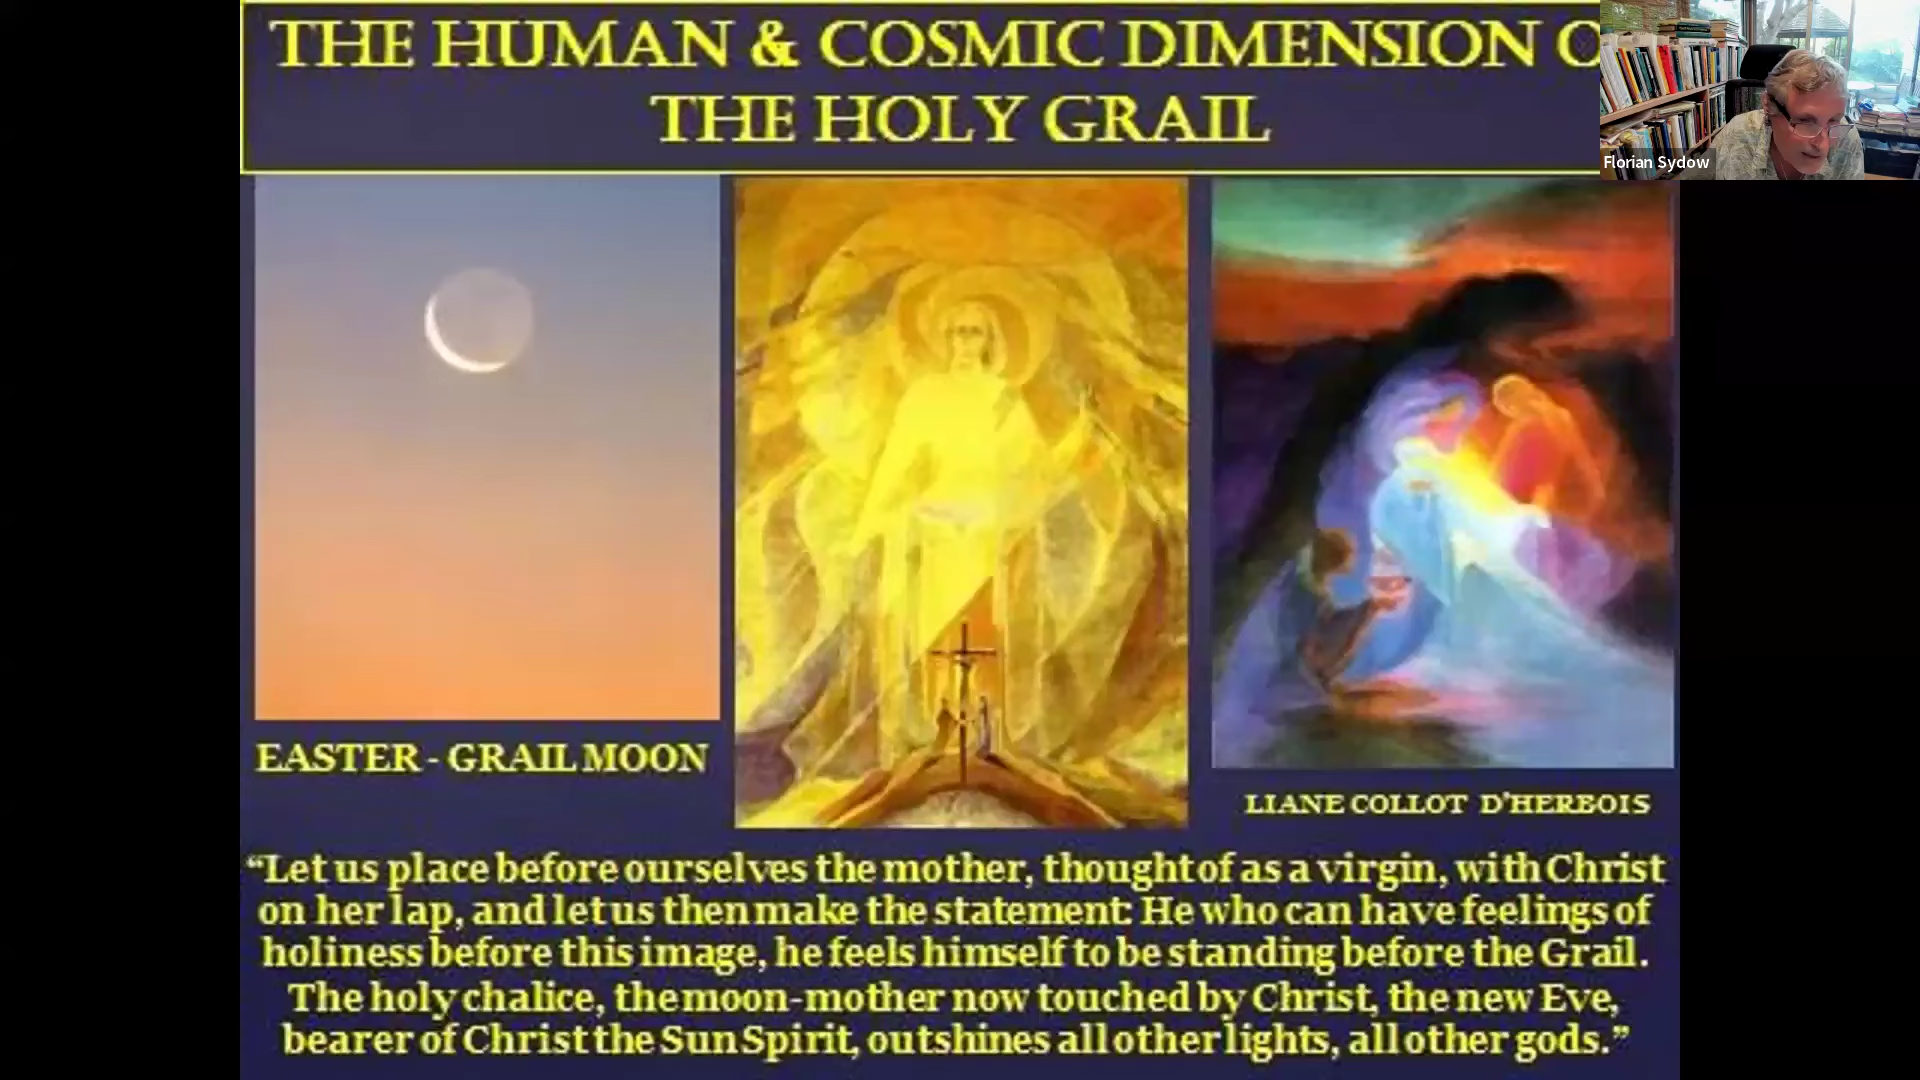 THE HUMAN & COSMIC DIMENSION O
THE HOLY GRAIL
Florian Sydow
EASTER - GRAIL MOON
LIANE COLLOT D'HERBOIS
“Let us place before ourselves the mother, thought of as a virgin, with Christ
on her lap, and let us then make the statement: He who can have feelings of
holiness before this image, he feels himself to be standing before the Grail.
The holy chalice, the moon-mother now touched by Christ, the new Eve,
bearer of Christ the Sun Spirit, outshines all other lights, all other gods.”